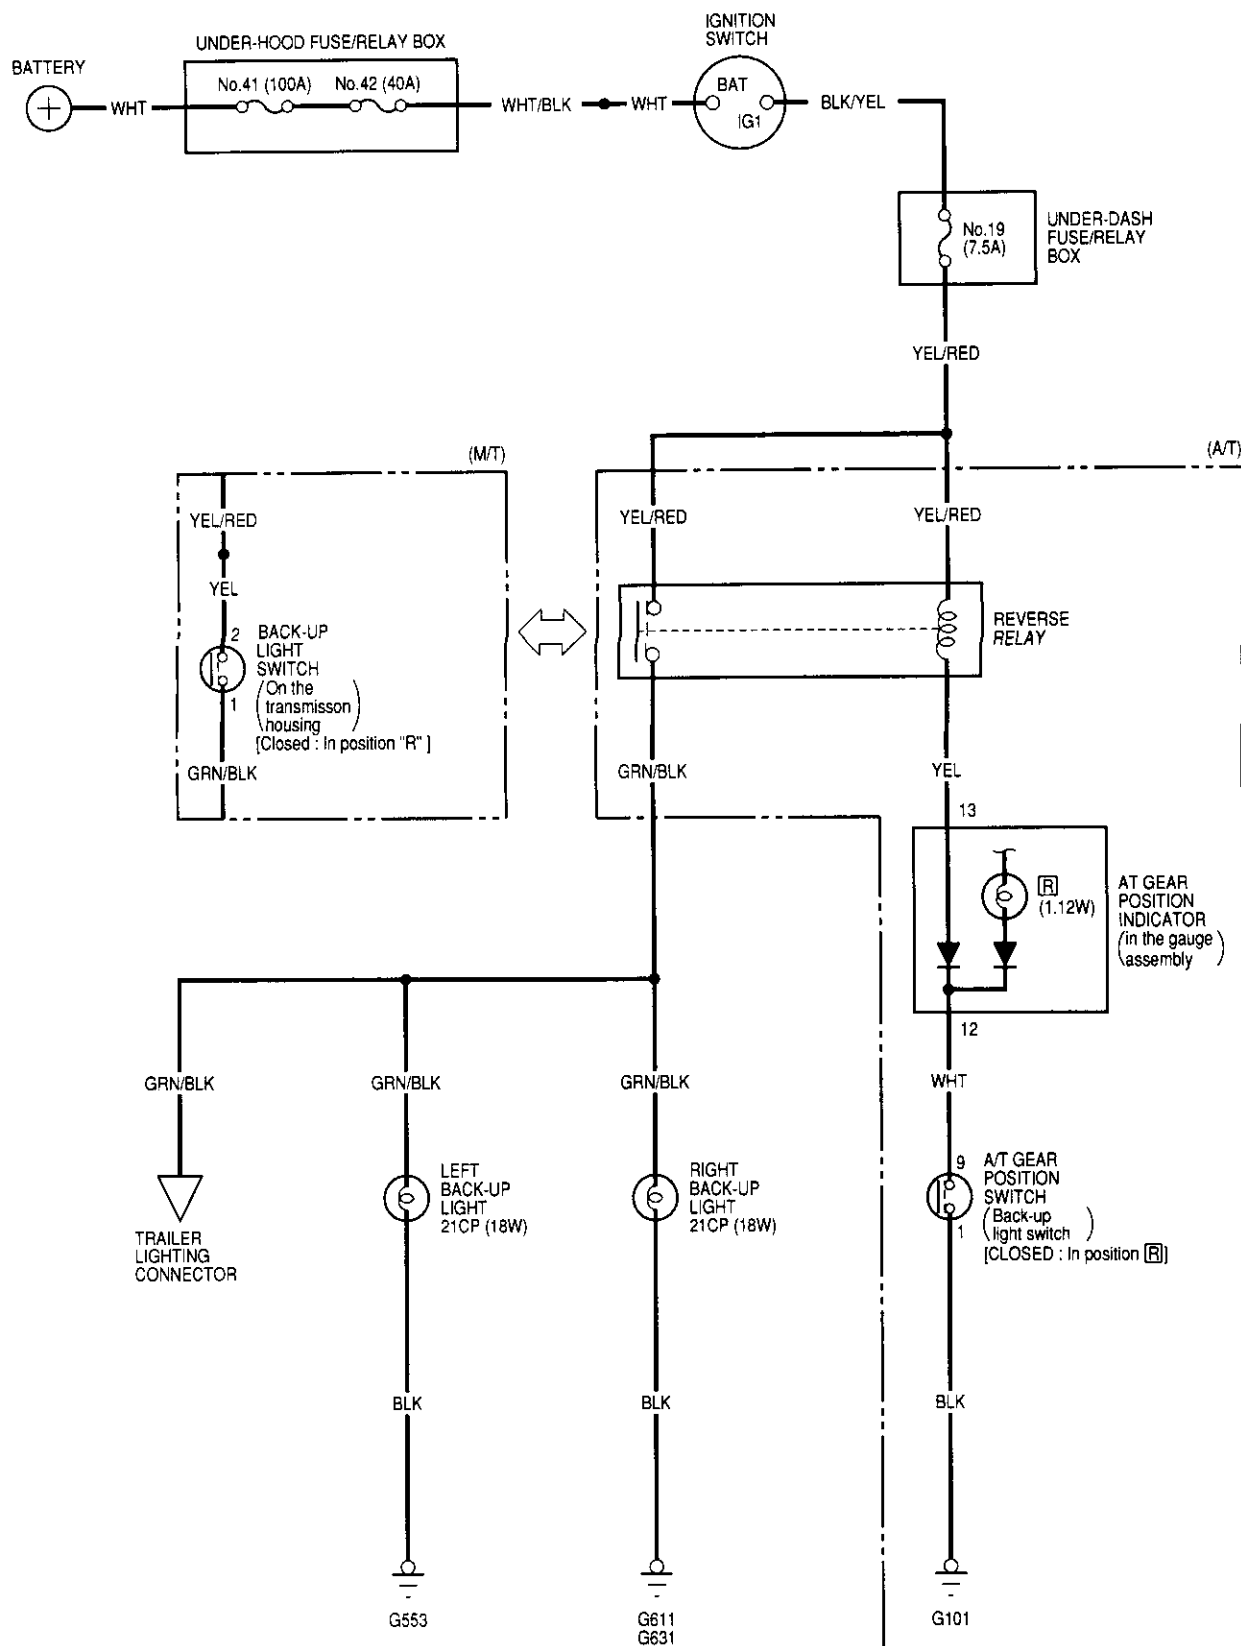 IGNITION
SWITCH
UNDER-HOOD FUSE/RELAY BOX
BATTERY
No.41 (100A)
No.42 (40A)
BAT
IG1
WHT
WHT/BLK
WHT
BLK/YEL
No.19
(7.5A)
UNDER-DASH
FUSE/RELAY
BOX
YEL/RED
(M/T)
(A/T)
YEL/RED
YEL/RED
YEL/RED
YEL
2
BACK-UP
LIGHT
SWITCH
(On the
transmisson
housing)
[Closed : In position "R" ]
1
GRN/BLK
REVERSE
RELAY
GRN/BLK
YEL
13
R
(1.12W)
AT GEAR
POSITION
INDICATOR
(in the gauge
assembly)
12
GRN/BLK
GRN/BLK
GRN/BLK
WHT
LEFT
BACK-UP
LIGHT
21CP (18W)
RIGHT
BACK-UP
LIGHT
21CP (18W)
9
A/T GEAR
POSITION
SWITCH
(Back-up
light switch)
[CLOSED : In position R]
1
TRAILER
LIGHTING
CONNECTOR
BLK
BLK
BLK
G553
G611
G631
G101